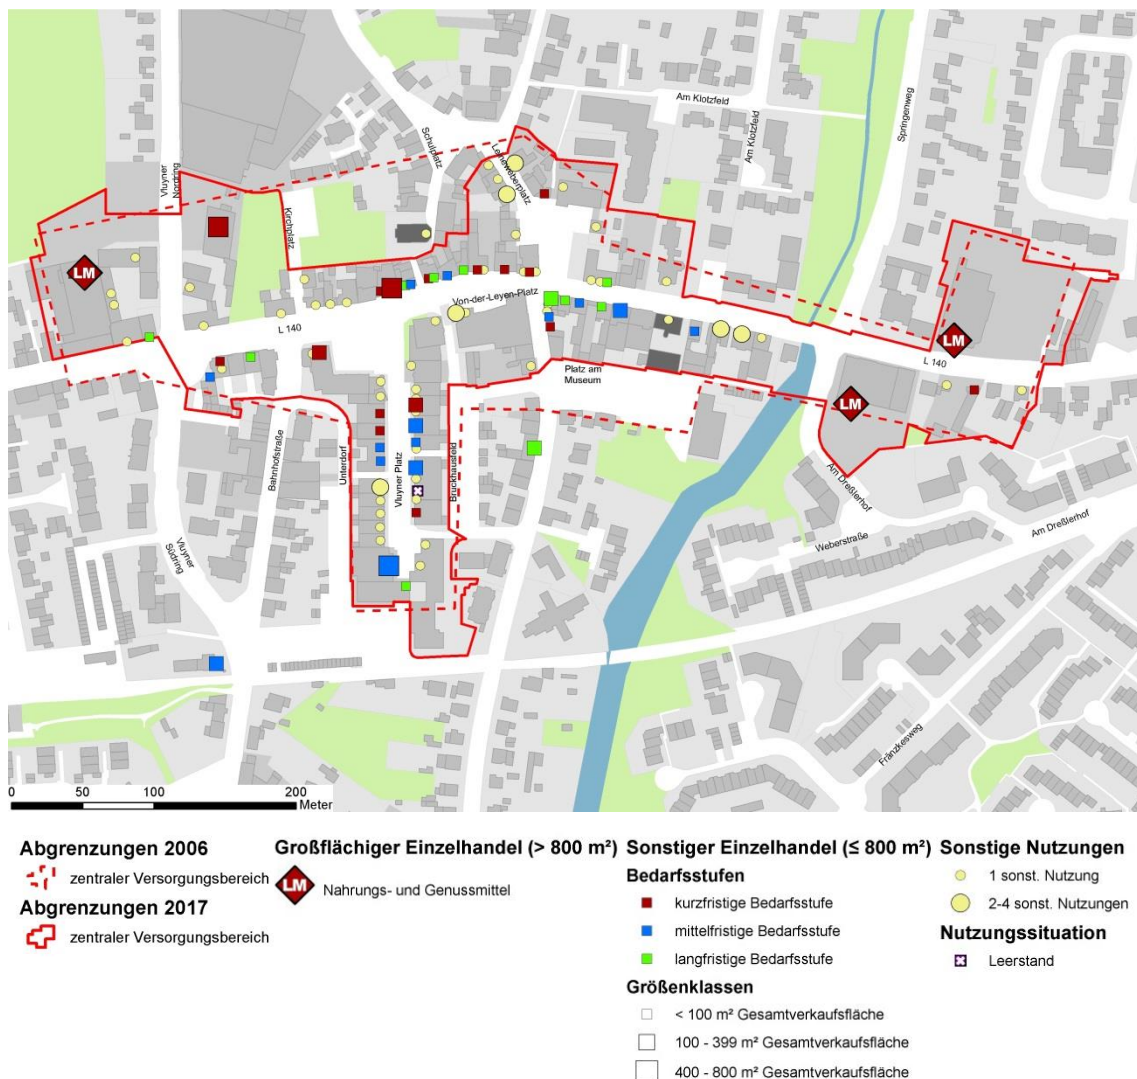 Am Klotzfeld
Springenweg
Schulplatz
Leineweberplatz
Am Klotzfeld
Vluyner
Nordring
Kirchplatz
LM
Von-der-Leyen-Platz
L 140
LM
L 140
Platz am
Museum
LM
Bahnhofstraße
Unterdorf
Vluyner Platz
Bruckhausfeld
Am Dreßlerhof
Am Dreßlerhof
Weberstraße
Vluyner
Südring
Fränzkesweg
0 50 100 200
Meter
Abgrenzungen 2006
zentraler Versorgungsbereich
Abgrenzungen 2017
zentraler Versorgungsbereich
Großflächiger Einzelhandel (> 800 m²)
LM Nahrungs- und Genussmittel
Sonstiger Einzelhandel (≤ 800 m²)
Bedarfsstufen
kurzfristige Bedarfsstufe
mittelfristige Bedarfsstufe
langfristige Bedarfsstufe
Größenklassen
< 100 m² Gesamtverkaufsfläche
100 - 399 m² Gesamtverkaufsfläche
400 - 800 m² Gesamtverkaufsfläche
Sonstige Nutzungen
1 sonst. Nutzung
2-4 sonst. Nutzungen
Nutzungssituation
Leerstand